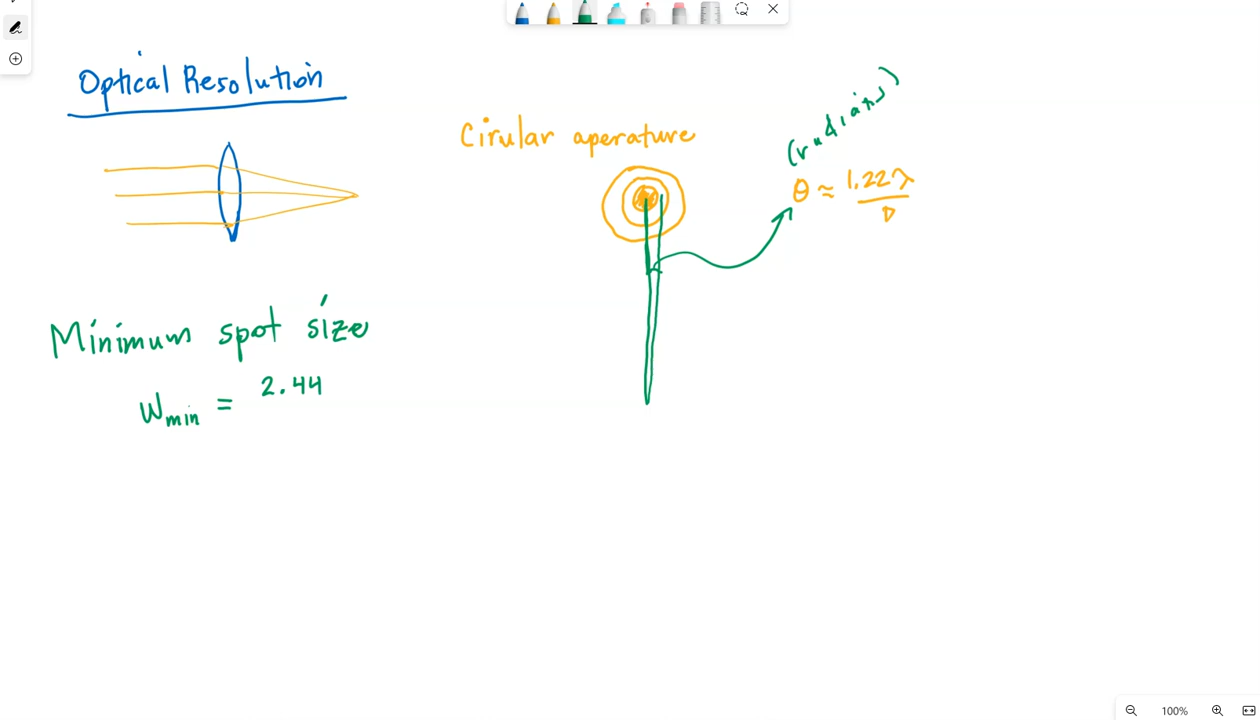 Optical Resolution
Cirular aperature
(radians)
θ ≈ 1.22λ
D
Minimum spot size
2.44
Wmin =
100%